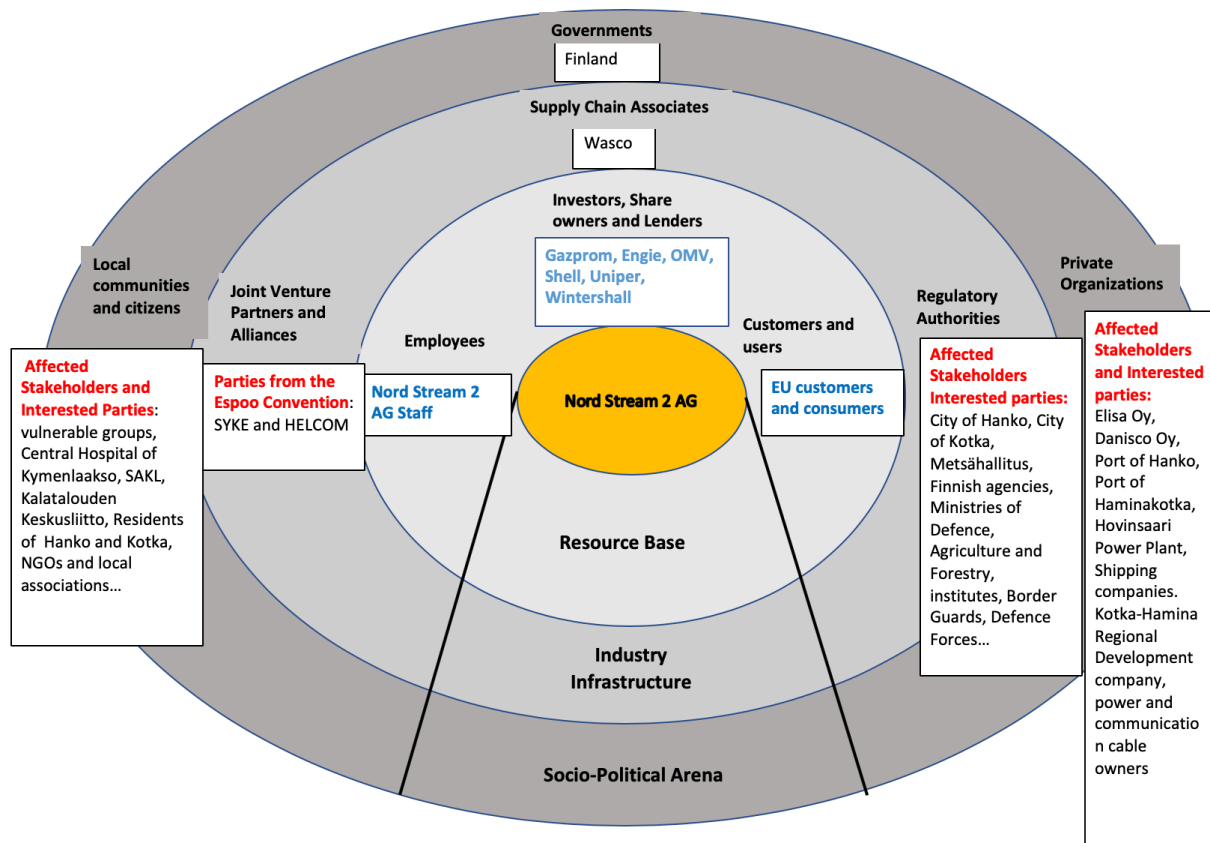 Governments
Finland
Supply Chain Associates
Wasco
Investors, Share
owners and Lenders
Gazprom, Engie, OMV,
Shell, Uniper,
Wintershall
Local
communities
and citizens
Joint Venture
Partners and
Alliances
Employees
Customers and
users
Regulatory
Authorities
Private
Organizations
Affected
Stakeholders and
Interested Parties:
vulnerable groups,
Central Hospital of
Kymenlaakso, SAKL,
Kalatalouden
Keskusliitto, Residents
of Hanko and Kotka,
NGOs and local
associations…
Parties from the
Espoo Convention:
SYKE and HELCOM
Nord Stream 2
AG Staff
Nord Stream 2 AG
EU customers
and consumers
Affected
Stakeholders
Interested parties:
City of Hanko, City
of Kotka,
Metsähallitus,
Finnish agencies,
Ministries of
Defence,
Agriculture and
Forestry,
institutes, Border
Guards, Defence
Forces…
Affected
Stakeholders
and Interested
parties:
Elisa Oy,
Danisco Oy,
Port of Hanko,
Port of
Haminakotka,
Hovinsaari
Power Plant,
Shipping
companies.
Kotka-Hamina
Regional
Development
company,
power and
communicatio
n cable
owners
Resource Base
Industry
Infrastructure
Socio-Political Arena